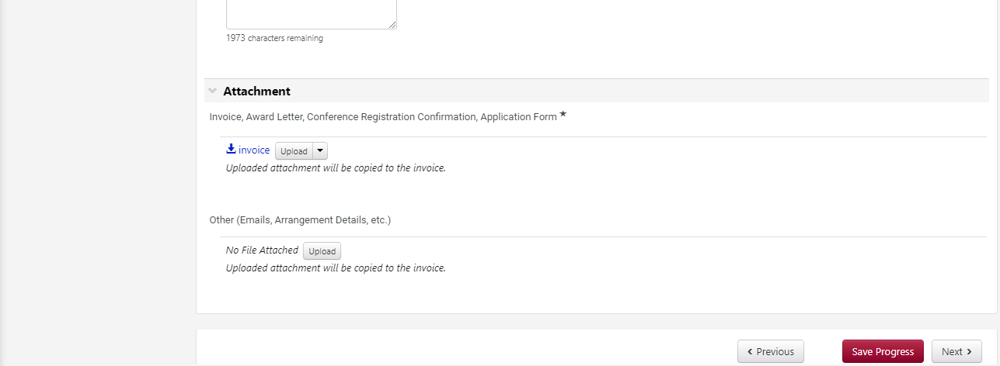 1973 characters remaining
Attachment
Invoice, Award Letter, Conference Registration Confirmation, Application Form ★
invoice Upload
Uploaded attachment will be copied to the invoice.
Other (Emails, Arrangement Details, etc.)
No File Attached Upload
Uploaded attachment will be copied to the invoice.
‹ Previous Save Progress Next ›